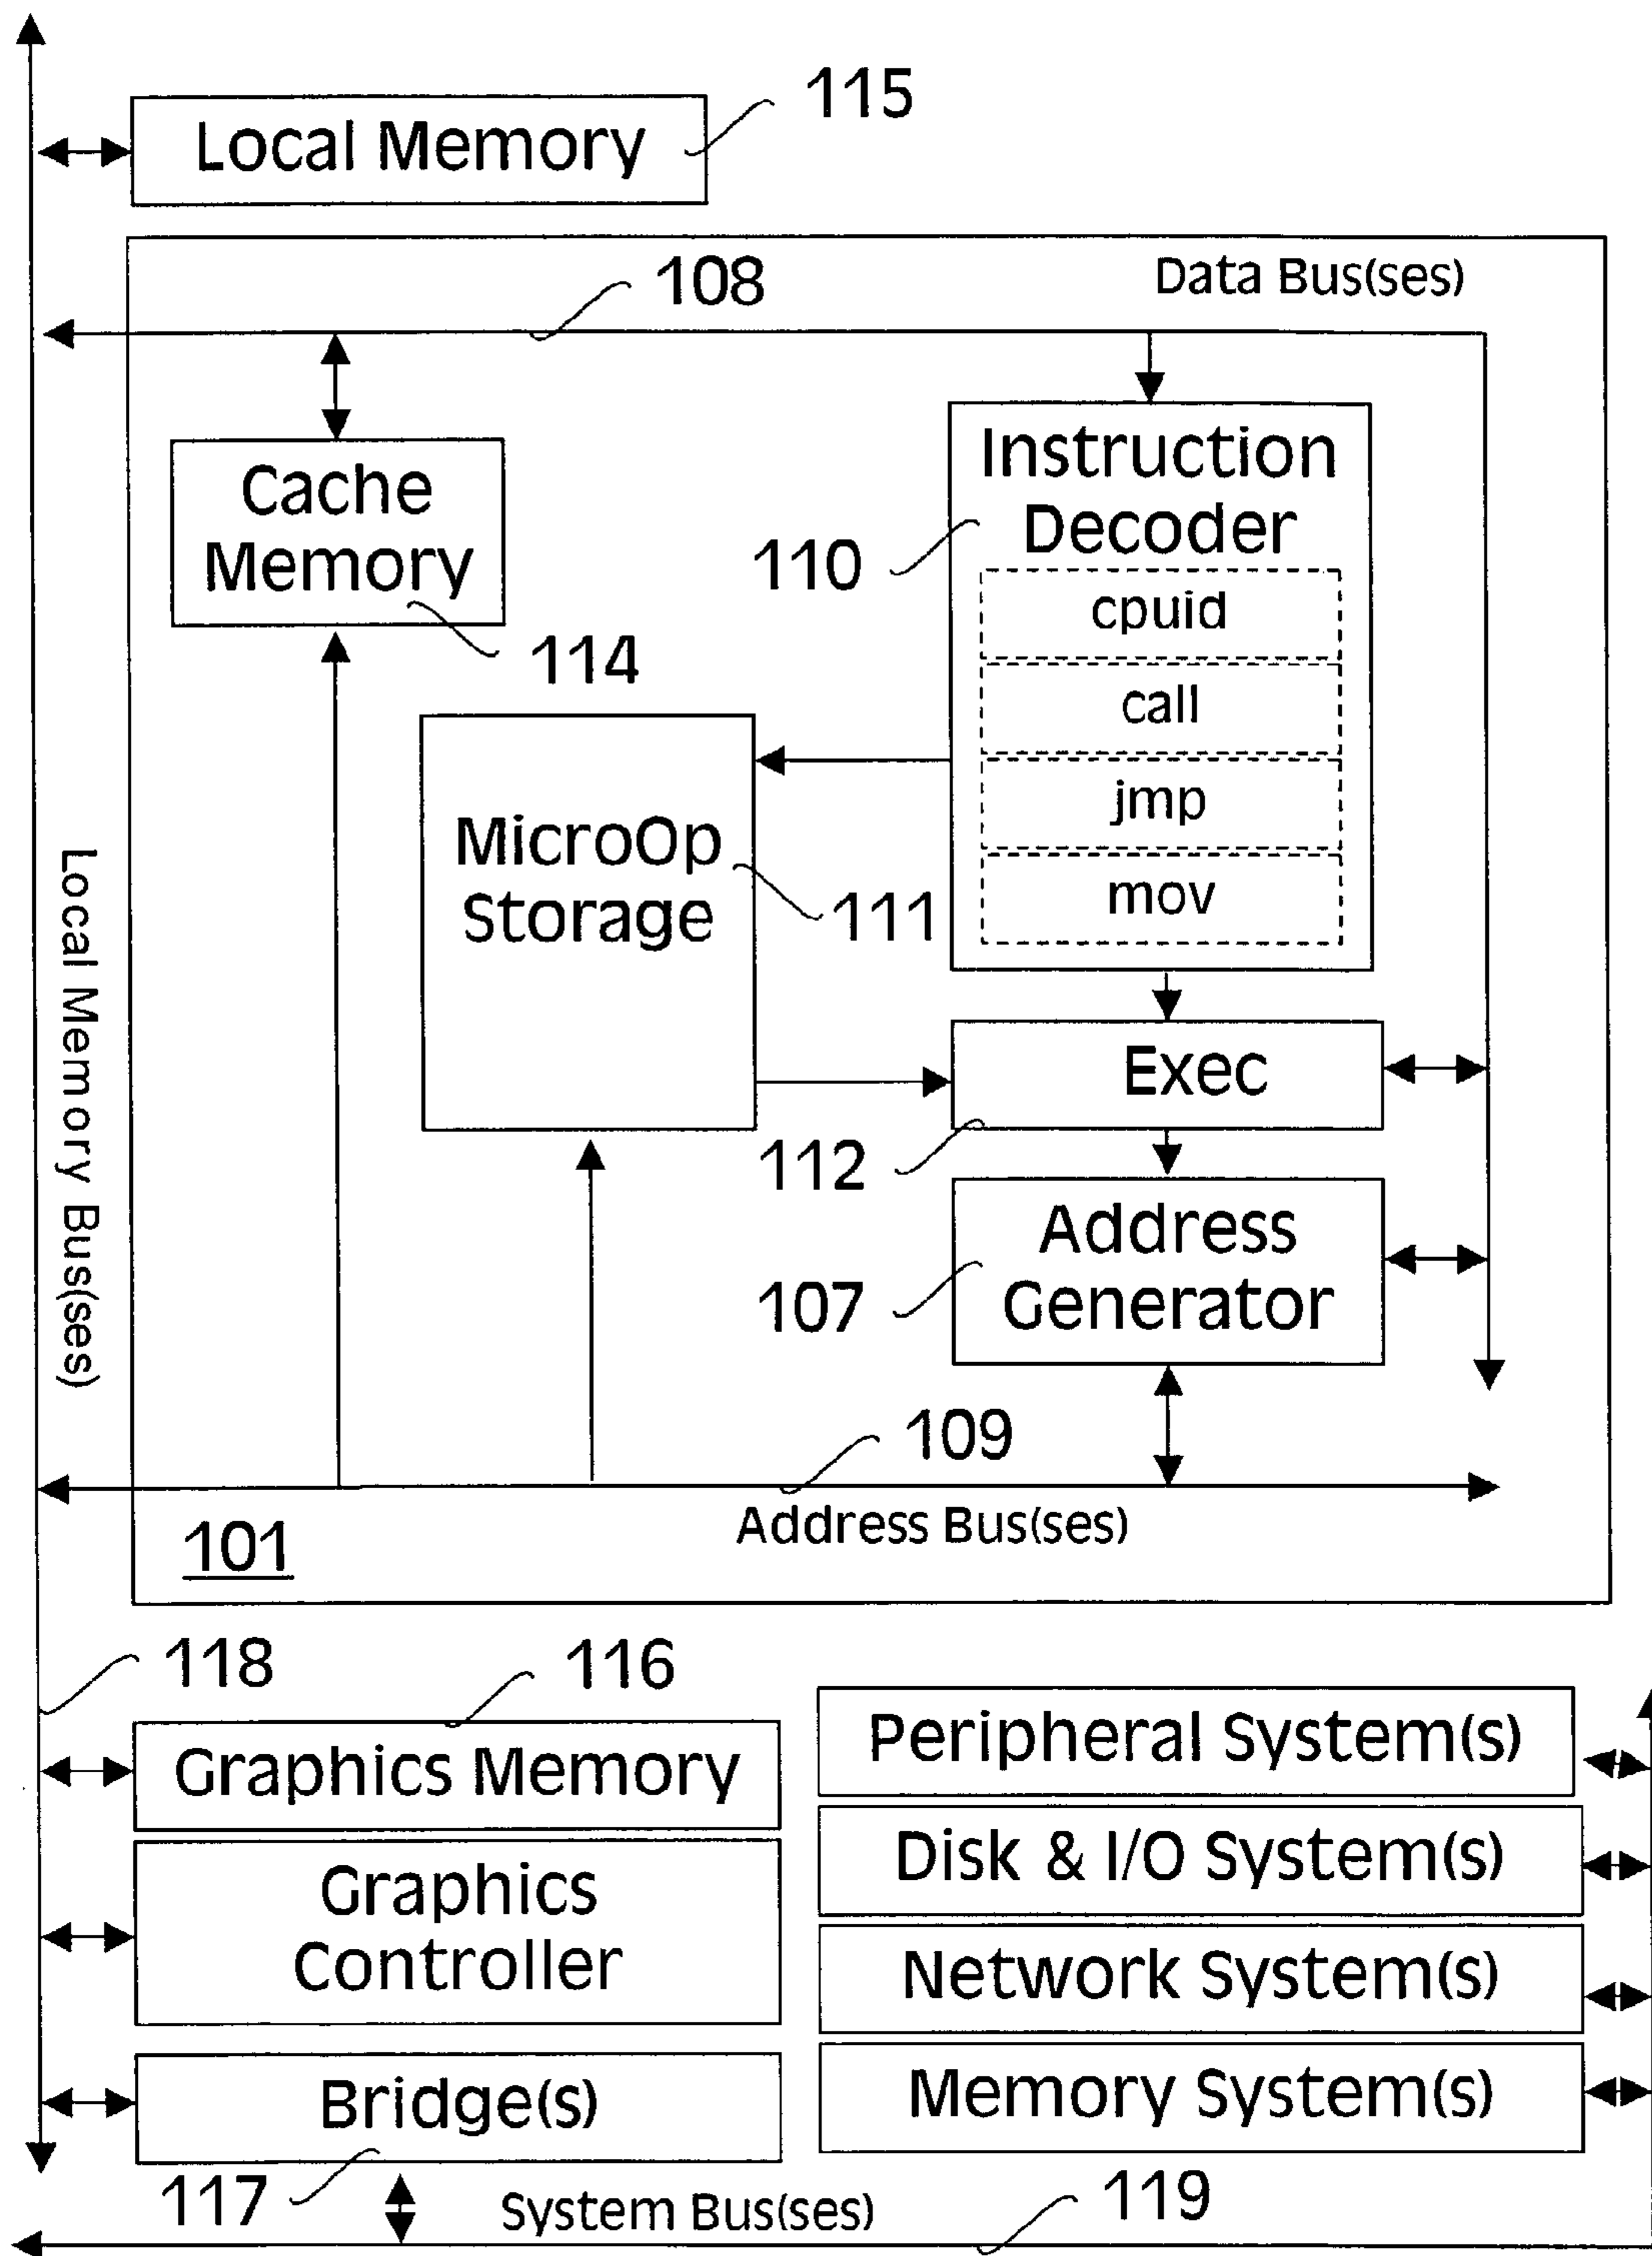 115
Local Memory
108
Data Bus(ses)
Instruction
Decoder
110
cpuid
call
jmp
mov
Cache
Memory
114
MicroOp
Storage
111
Exec
112
Address
Generator
107
109
Address Bus(ses)
101
Local Memory Bus(ses)
118
116
Graphics Memory
Graphics
Controller
Bridge(s)
117
Peripheral System(s)
Disk & I/O System(s)
Network System(s)
Memory System(s)
System Bus(ses)
119